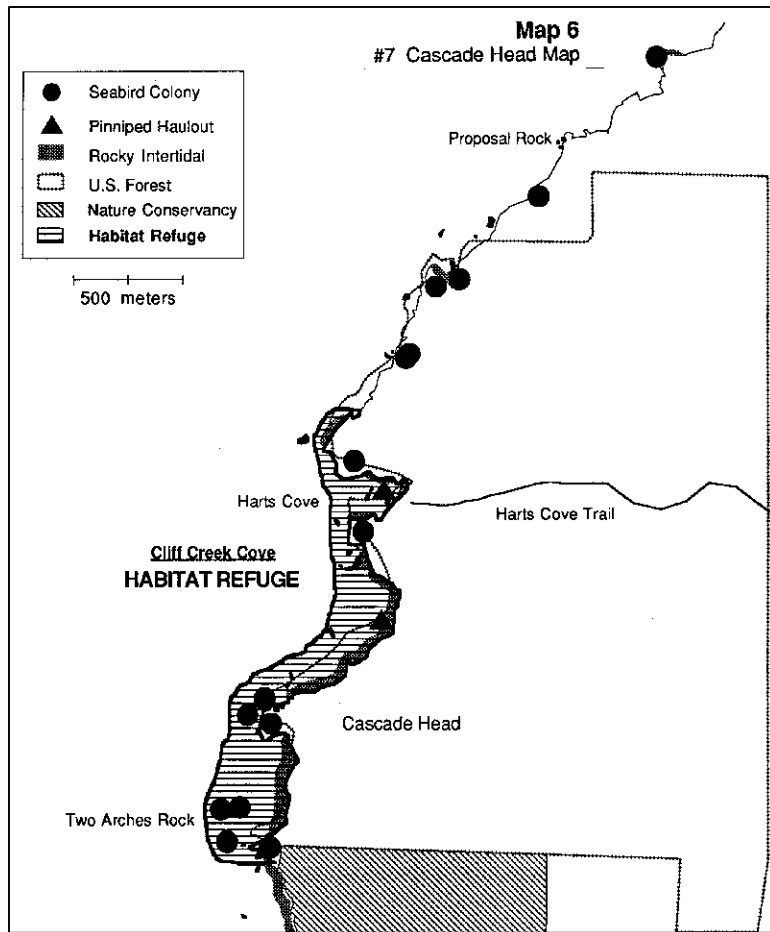 Map 6
#7 Cascade Head Map
Seabird Colony
Pinniped Haulout
Rocky Intertidal
U.S. Forest
Nature Conservancy
Habitat Refuge
500 meters
Proposal Rock
Harts Cove
Harts Cove Trail
Cliff Creek Cove
HABITAT REFUGE
Cascade Head
Two Arches Rock